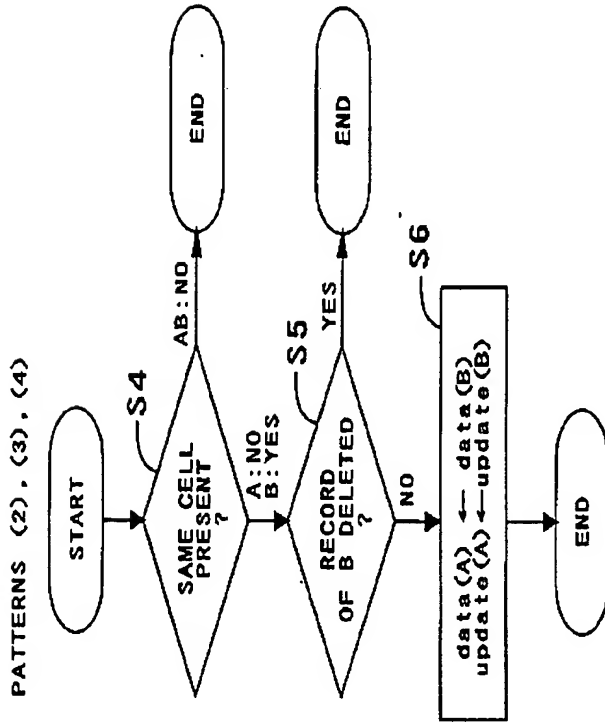 PATTERNS (2), (3), (4)
START
S4
SAME CELL
PRESENT
?
AB:NO
END
A:NO
B:YES
S5
RECORD
OF B DELETED
?
YES
END
NO
S6
data(A) ← data(B)
update(A) ← update(B)
END